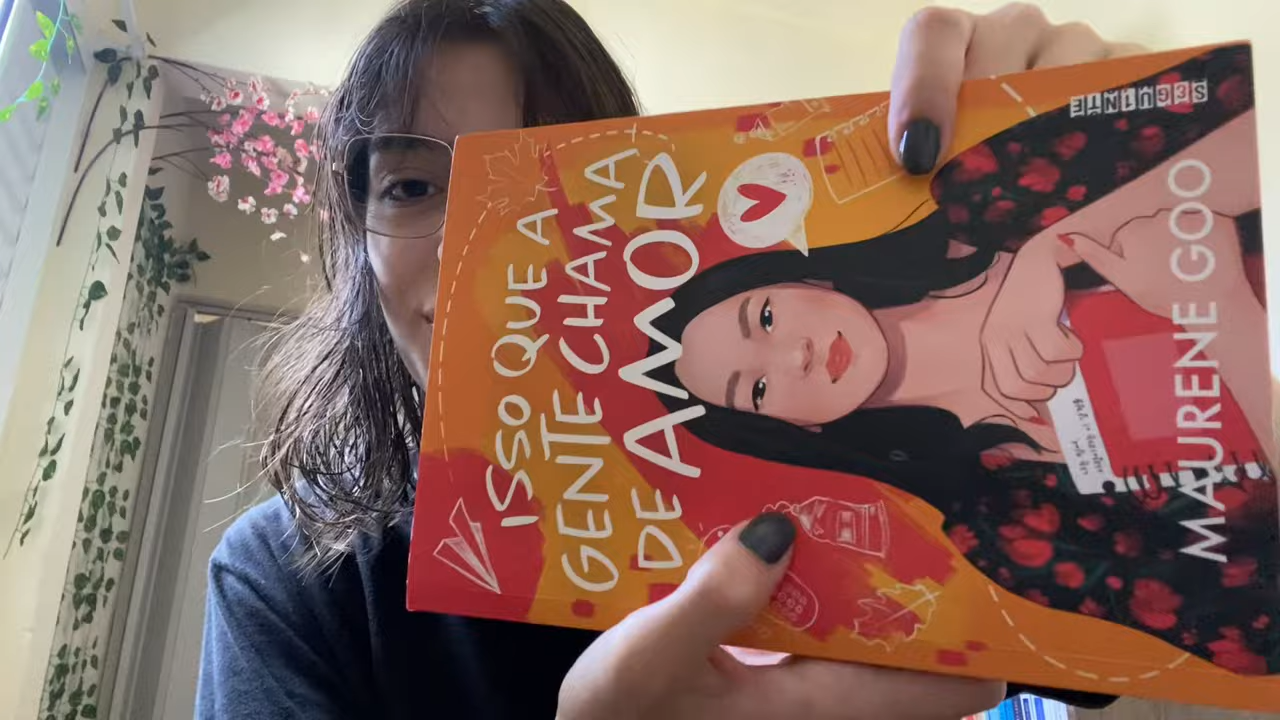 ISSO QUE A
GENTE CHAMA
DE AMOR
MAURENE GOO
SEGUINTE